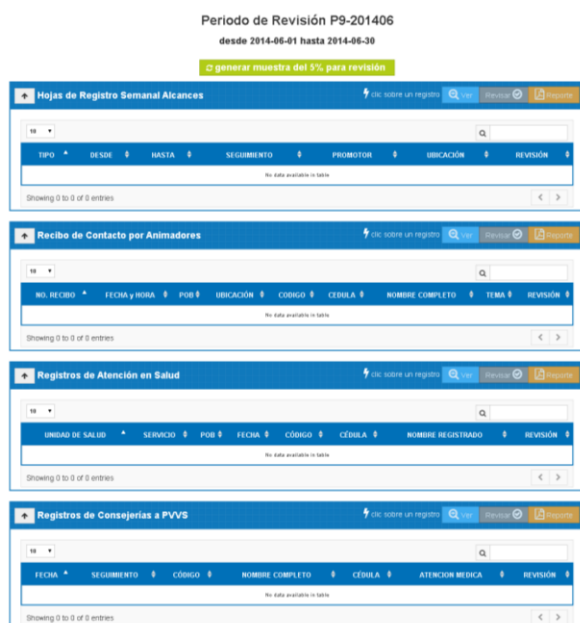 Periodo de Revisión P9-201406
desde 2014-06-01 hasta 2014-06-30
generar muestra del 5% para revisión
Hojas de Registro Semanal Alcances clic sobre un registro Ver Revisar Reporte
10
TIPO DESDE HASTA SEGUIMIENTO PROMOTOR UBICACIÓN REVISIÓN
No data available in table
Showing 0 to 0 of 0 entries
Recibo de Contacto por Animadores clic sobre un registro Ver Revisar Reporte
10
NO. RECIBO FECHA y HORA POB UBICACIÓN CODIGO CEDULA NOMBRE COMPLETO TEMA REVISIÓN
No data available in table
Showing 0 to 0 of 0 entries
Registros de Atención en Salud clic sobre un registro Ver Revisar Reporte
10
UNIDAD DE SALUD SERVICIO POB FECHA CÓDIGO CÉDULA NOMBRE REGISTRADO REVISIÓN
No data available in table
Showing 0 to 0 of 0 entries
Registros de Consejerías a PVVS clic sobre un registro Ver Revisar Reporte
10
FECHA SEGUIMIENTO CÓDIGO NOMBRE COMPLETO CÉDULA ATENCION MEDICA REVISIÓN
No data available in table
Showing 0 to 0 of 0 entries